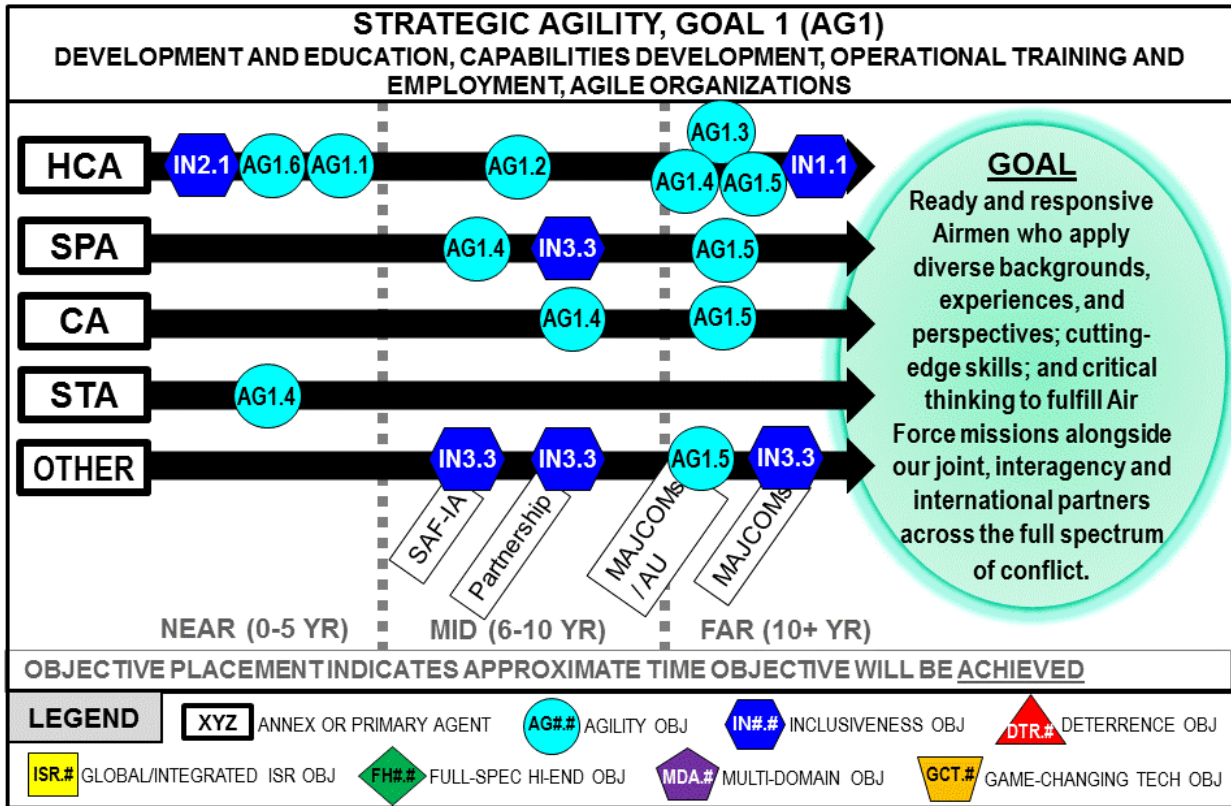 STRATEGIC AGILITY, GOAL 1 (AG1)
DEVELOPMENT AND EDUCATION, CAPABILITIES DEVELOPMENT, OPERATIONAL TRAINING AND
EMPLOYMENT, AGILE ORGANIZATIONS
HCA
IN2.1
AG1.6
AG1.1
AG1.2
AG1.3
AG1.4
AG1.5
IN1.1
SPA
AG1.4
IN3.3
AG1.5
CA
AG1.4
AG1.5
STA
AG1.4
OTHER
IN3.3
IN3.3
AG1.5
IN3.3
SAF-IA
Partnership
MAJCOMs
/AU
MAJCOMs
GOAL
Ready and responsive
Airmen who apply
diverse backgrounds,
experiences, and
perspectives; cutting-
edge skills; and critical
thinking to fulfill Air
Force missions alongside
our joint, interagency and
international partners
across the full spectrum
of conflict.
NEAR (0-5 YR)
MID (6-10 YR)
FAR (10+ YR)
OBJECTIVE PLACEMENT INDICATES APPROXIMATE TIME OBJECTIVE WILL BE ACHIEVED
LEGEND
XYZ ANNEX OR PRIMARY AGENT
AG#.# AGILITY OBJ
IN#.# INCLUSIVENESS OBJ
DTR.# DETERRENCE OBJ
ISR.# GLOBAL/INTEGRATED ISR OBJ
FH#.# FULL-SPEC HI-END OBJ
MDA.# MULTI-DOMAIN OBJ
GCT.# GAME-CHANGING TECH OBJ